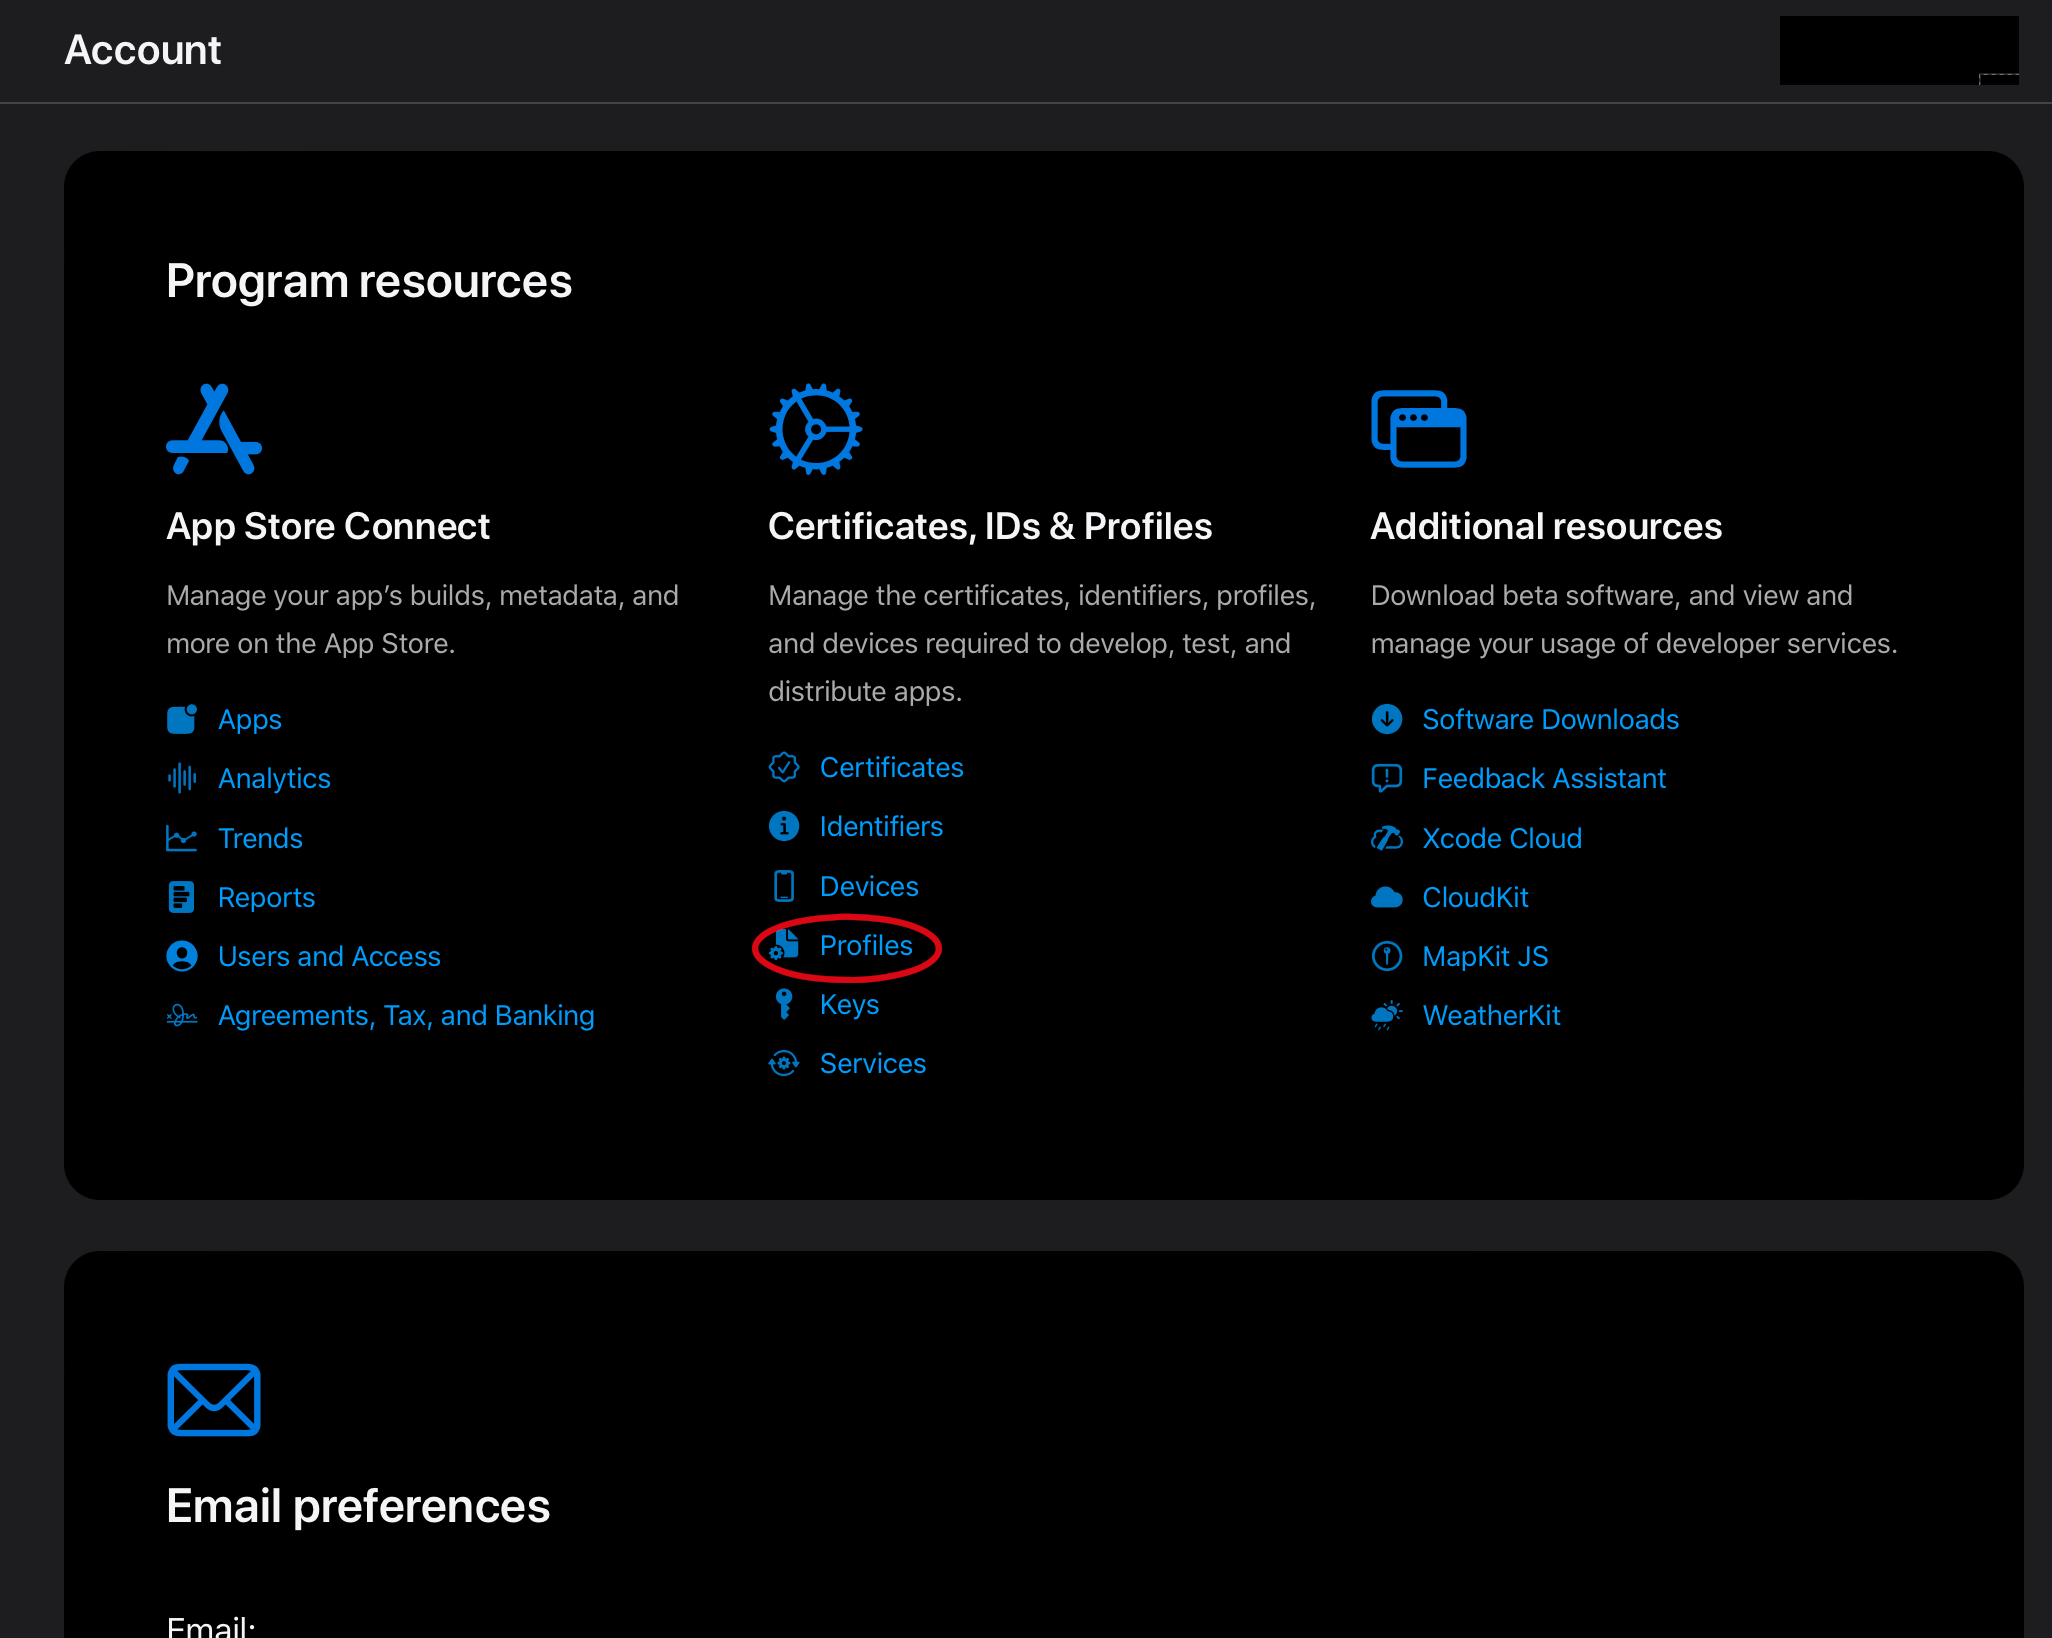 Account
Program resources
App Store Connect
Manage your app’s builds, metadata, and
more on the App Store.
Apps
Analytics
Trends
Reports
Users and Access
Agreements, Tax, and Banking
Certificates, IDs & Profiles
Manage the certificates, identifiers, profiles,
and devices required to develop, test, and
distribute apps.
Certificates
Identifiers
Devices
Profiles
Keys
Services
Additional resources
Download beta software, and view and
manage your usage of developer services.
Software Downloads
Feedback Assistant
Xcode Cloud
CloudKit
MapKit JS
WeatherKit
Email preferences
Email: